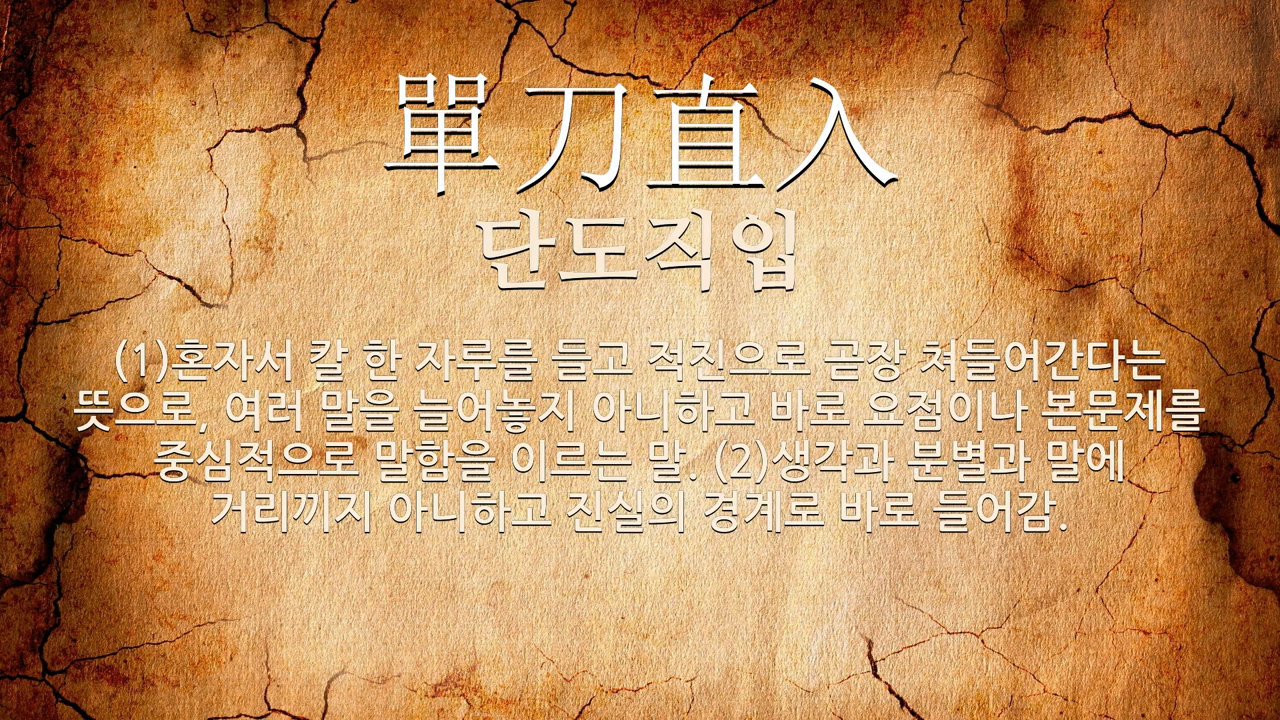 單刀直入
단도직입
(1)혼자서 칼 한 자루를 들고 적진으로 곧장 쳐들어간다는
뜻으로, 여러 말을 늘어놓지 아니하고 바로 요점이나 본문제를
중심적으로 말함을 이르는 말. (2)생각과 분별과 말에
거리끼지 아니하고 진실의 경계로 바로 들어감.